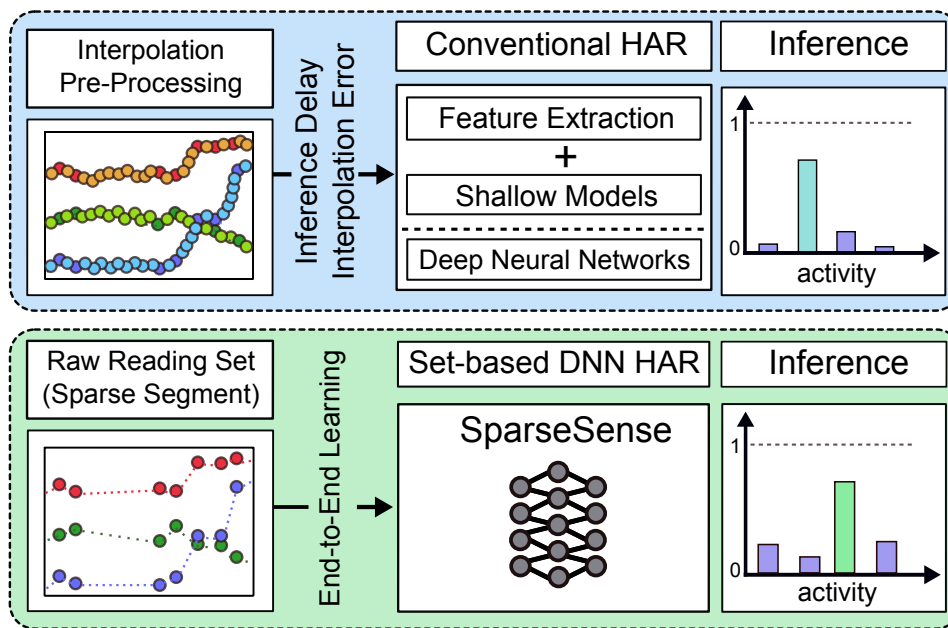 Interpolation
Pre-Processing
Inference Delay
Interpolation Error
Conventional HAR
Feature Extraction
+
Shallow Models
Deep Neural Networks
Inference
1
0
activity
Raw Reading Set
(Sparse Segment)
End-to-End Learning
Set-based DNN HAR
SparseSense
Inference
1
0
activity